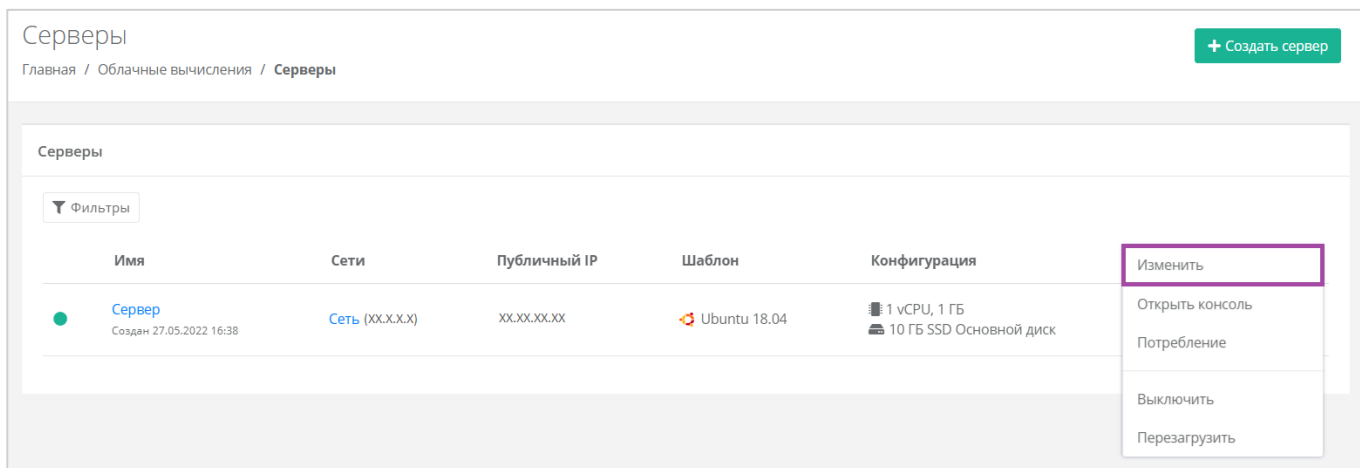 Серверы
+ Создать сервер
Главная / Облачные вычисления / Серверы
Серверы
Фильтры
Имя Сети Публичный IP Шаблон Конфигурация
Сервер Сеть (XX.X.X.X) XX.XX.XX.XX Ubuntu 18.04 1 vCPU, 1 ГБ
Создан 27.05.2022 16:38 10 ГБ SSD Основной диск
Изменить
Открыть консоль
Потребление
Выключить
Перезагрузить